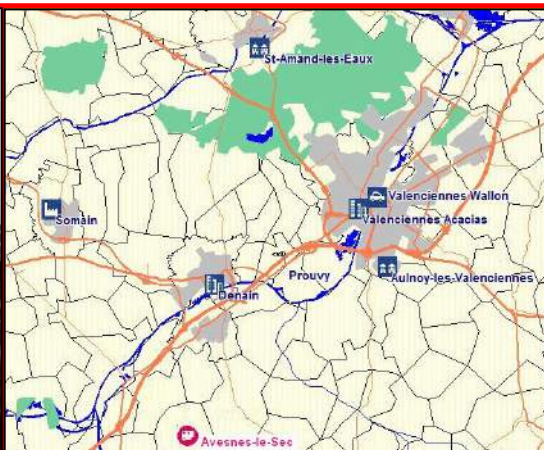 St-Amand-les-Eaux
Valenciennes Wallon
Somain
Valenciennes Acacias
Prouvy
Aulnoy-les-Valenciennes
Denain
Avesnes-le-Sec